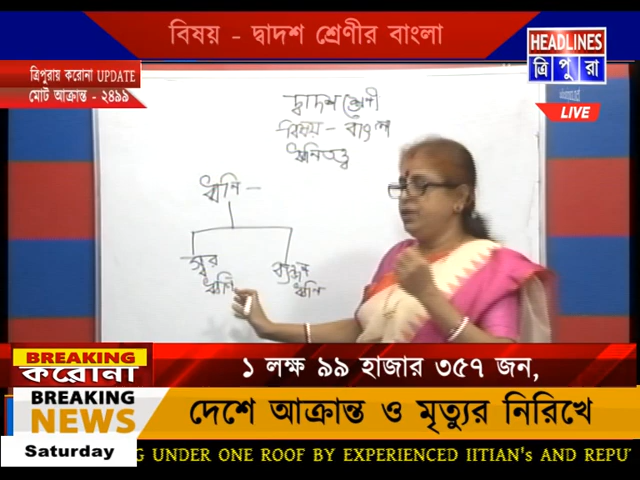 বিষয় - দ্বাদশ শ্রেণীর বাংলা
HEADLINES
ত্রিপুরা
LIVE
ত্রিপুরায় করোনা UPDATE
মোট আক্রান্ত - ২৪৯৯
দ্বাদশ শ্রেণী
বিষয় - বাংলা
ধ্বনিতত্ত্ব
ধ্বনি -
স্বর
ধ্বনি
ব্যঞ্জন
ধ্বনি
BREAKING
করোনা
১ লক্ষ ৯৯ হাজার ৩৫৭ জন,
BREAKING
NEWS
দেশে আক্রান্ত ও মৃত্যুর নিরিখে
Saturday
G UNDER ONE ROOF BY EXPERIENCED IITIAN's AND REPUT